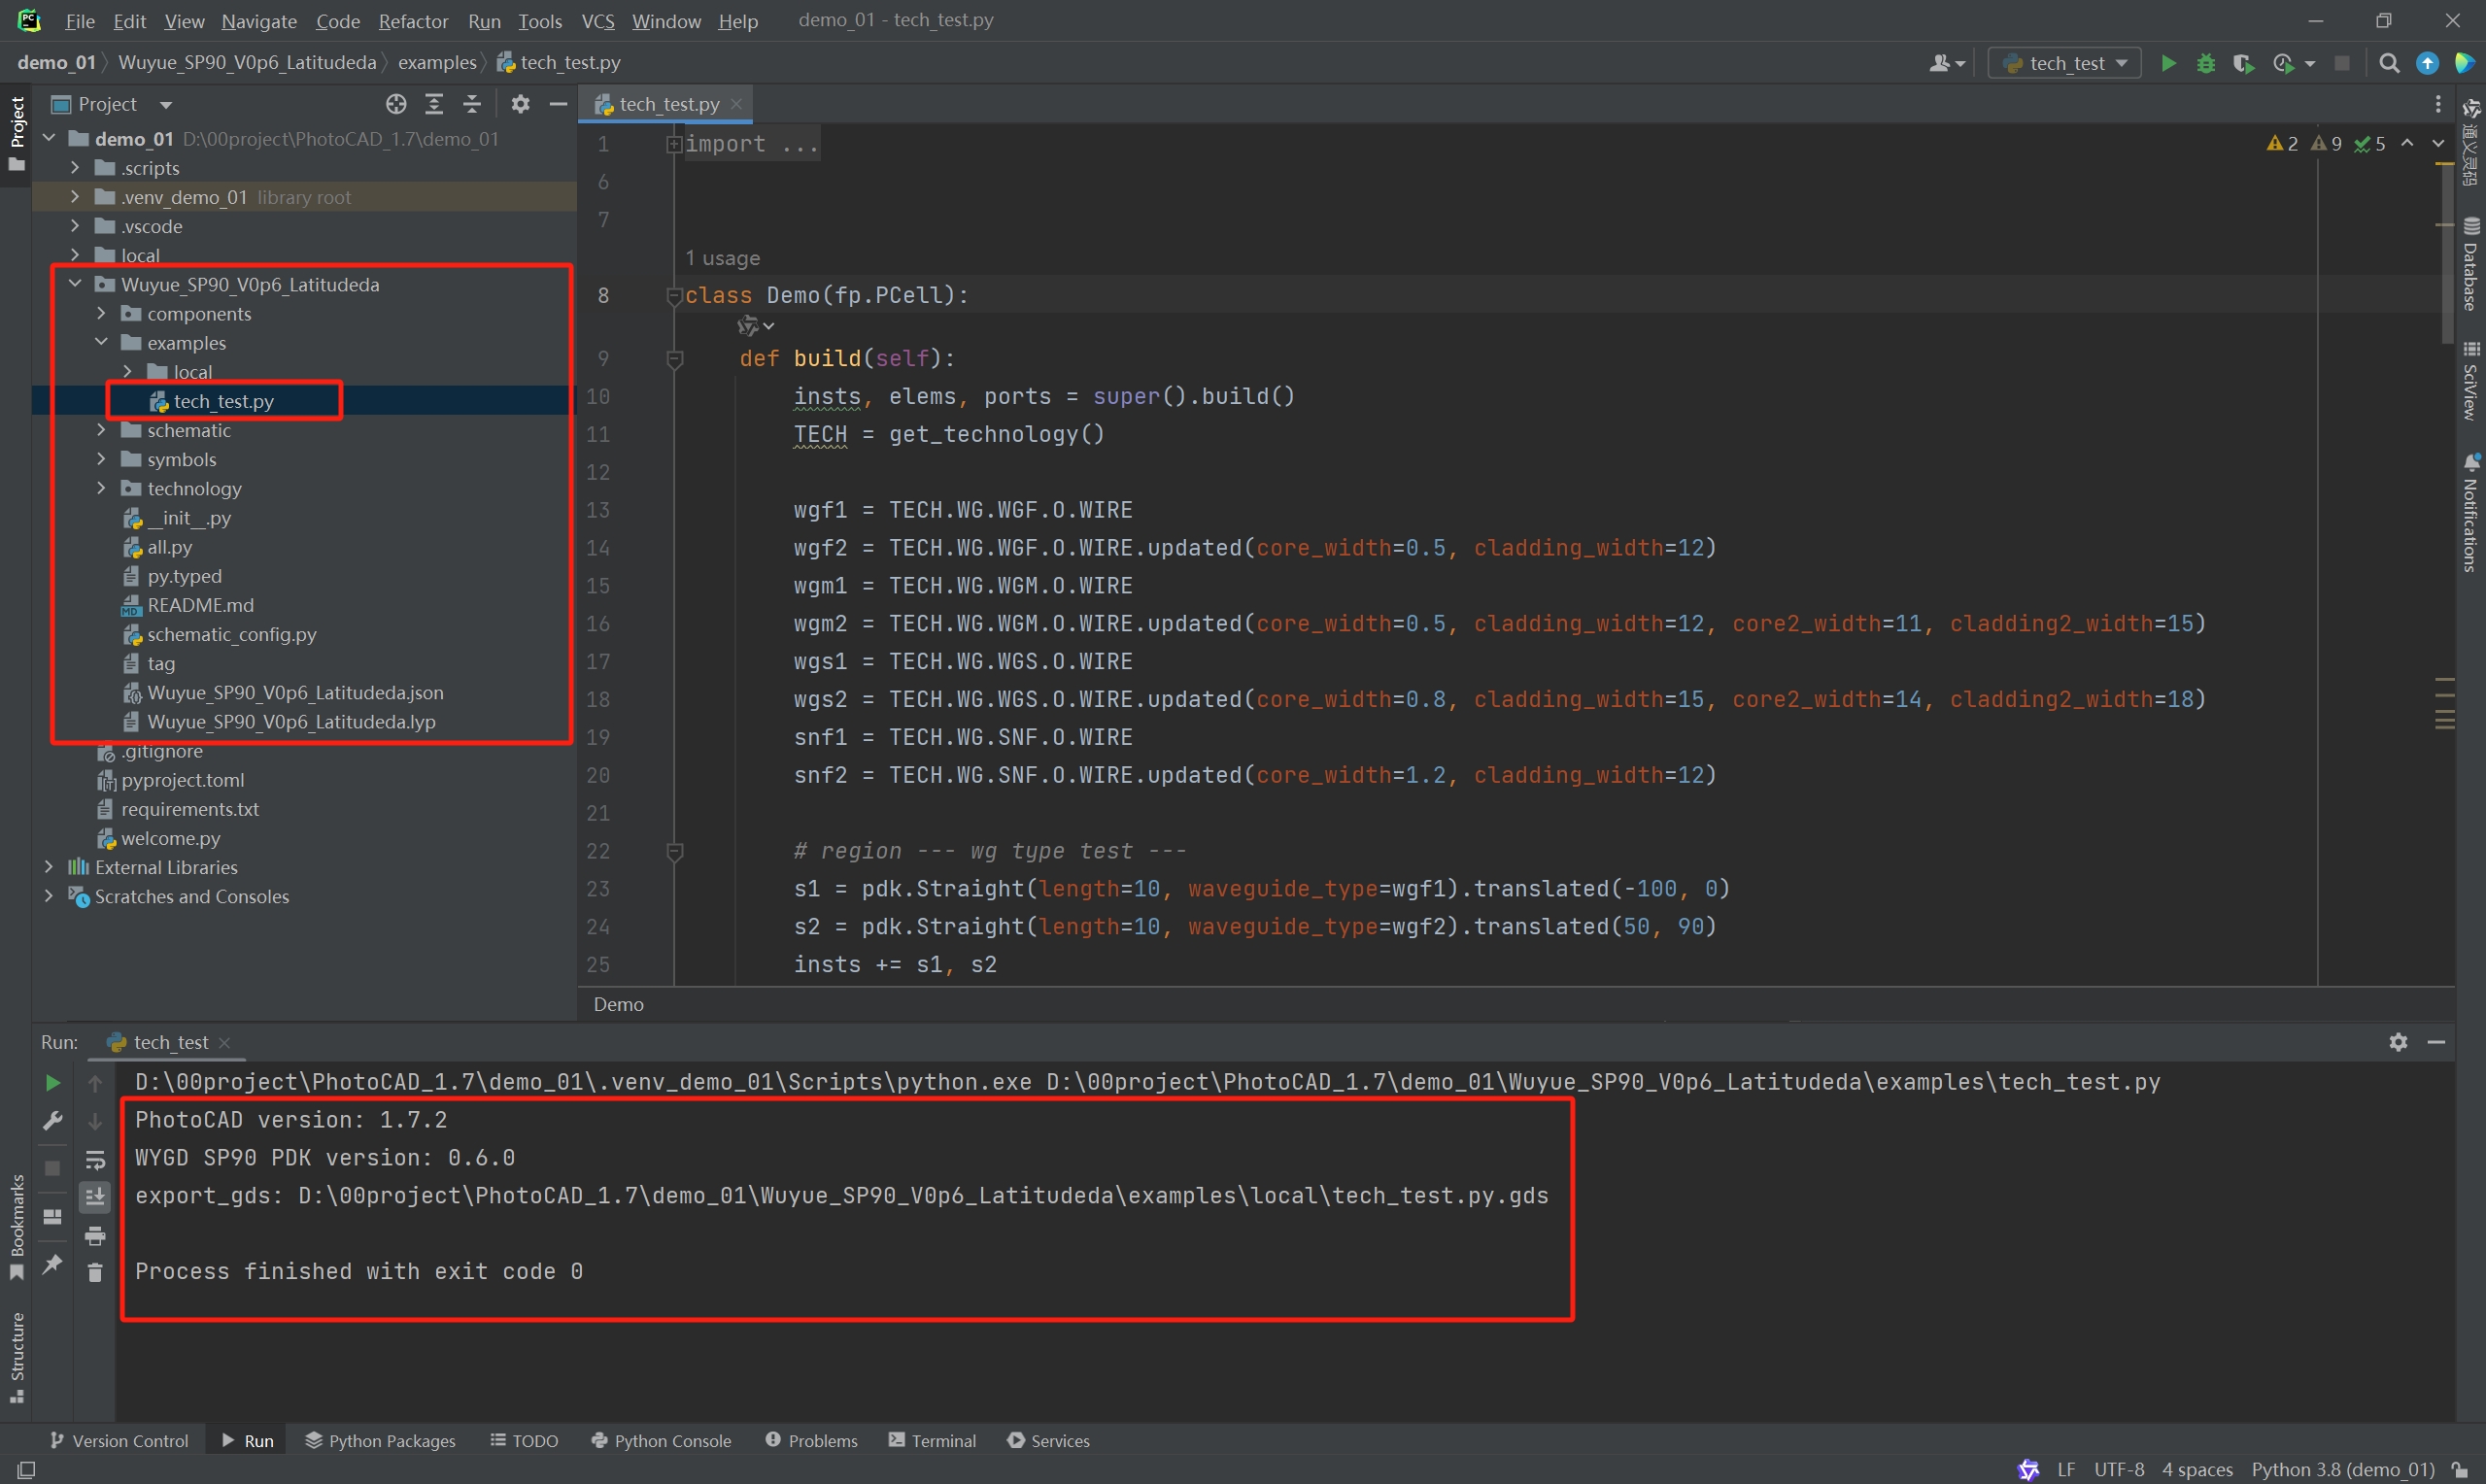 File Edit View Navigate Code Refactor Run Tools VCS Window Help demo_01 - tech_test.py
demo_01 Wuyue_SP90_V0p6_Latitudeda examples tech_test.py
tech_test
Project
Project
demo_01 D:\00project\PhotoCAD_1.7\demo_01
.scripts
.venv_demo_01 library root
.vscode
local
Wuyue_SP90_V0p6_Latitudeda
components
examples
local
tech_test.py
schematic
symbols
technology
__init__.py
all.py
py.typed
README.md
schematic_config.py
tag
Wuyue_SP90_V0p6_Latitudeda.json
Wuyue_SP90_V0p6_Latitudeda.lyp
.gitignore
pyproject.toml
requirements.txt
welcome.py
External Libraries
Scratches and Consoles
tech_test.py
2 9 5
1 import ...
6
7
1 usage
8 class Demo(fp.PCell):
9 def build(self):
10 insts, elems, ports = super().build()
11 TECH = get_technology()
12
13 wgf1 = TECH.WG.WGF.O.WIRE
14 wgf2 = TECH.WG.WGF.O.WIRE.updated(core_width=0.5, cladding_width=12)
15 wgm1 = TECH.WG.WGM.O.WIRE
16 wgm2 = TECH.WG.WGM.O.WIRE.updated(core_width=0.5, cladding_width=12, core2_width=11, cladding2_width=15)
17 wgs1 = TECH.WG.WGS.O.WIRE
18 wgs2 = TECH.WG.WGS.O.WIRE.updated(core_width=0.8, cladding_width=15, core2_width=14, cladding2_width=18)
19 snf1 = TECH.WG.SNF.O.WIRE
20 snf2 = TECH.WG.SNF.O.WIRE.updated(core_width=1.2, cladding_width=12)
21
22 # region --- wg type test ---
23 s1 = pdk.Straight(length=10, waveguide_type=wgf1).translated(-100, 0)
24 s2 = pdk.Straight(length=10, waveguide_type=wgf2).translated(50, 90)
25 insts += s1, s2
Demo
通义灵码
Database
SciView
Notifications
Run: tech_test
D:\00project\PhotoCAD_1.7\demo_01\.venv_demo_01\Scripts\python.exe D:\00project\PhotoCAD_1.7\demo_01\Wuyue_SP90_V0p6_Latitudeda\examples\tech_test.py
PhotoCAD version: 1.7.2
WYGD SP90 PDK version: 0.6.0
export_gds: D:\00project\PhotoCAD_1.7\demo_01\Wuyue_SP90_V0p6_Latitudeda\examples\local\tech_test.py.gds
Process finished with exit code 0
Bookmarks
Structure
Version Control Run Python Packages TODO Python Console Problems Terminal Services
LF UTF-8 4 spaces Python 3.8 (demo_01)